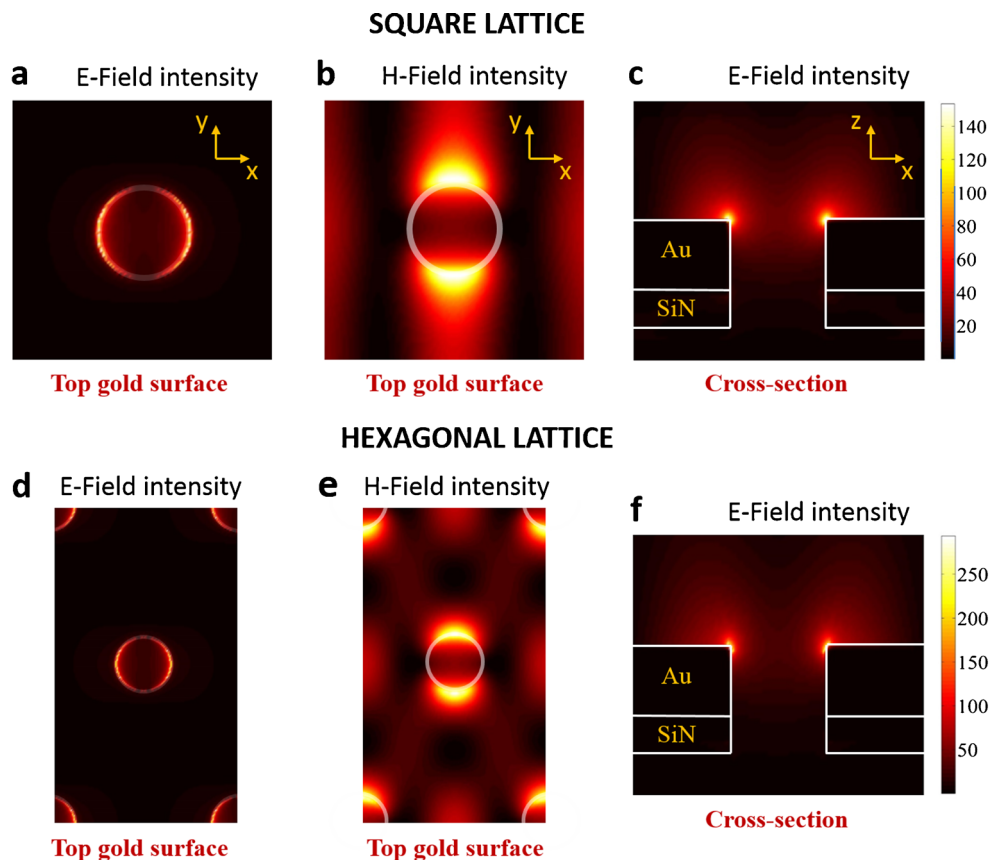 SQUARE LATTICE
a E-Field intensity
b H-Field intensity
c E-Field intensity
y
x
y
x
z
x
140
120
100
80
60
40
20
Au
SiN
Top gold surface
Top gold surface
Cross-section
HEXAGONAL LATTICE
d E-Field intensity
e H-Field intensity
f E-Field intensity
250
200
150
100
50
Au
SiN
Top gold surface
Top gold surface
Cross-section